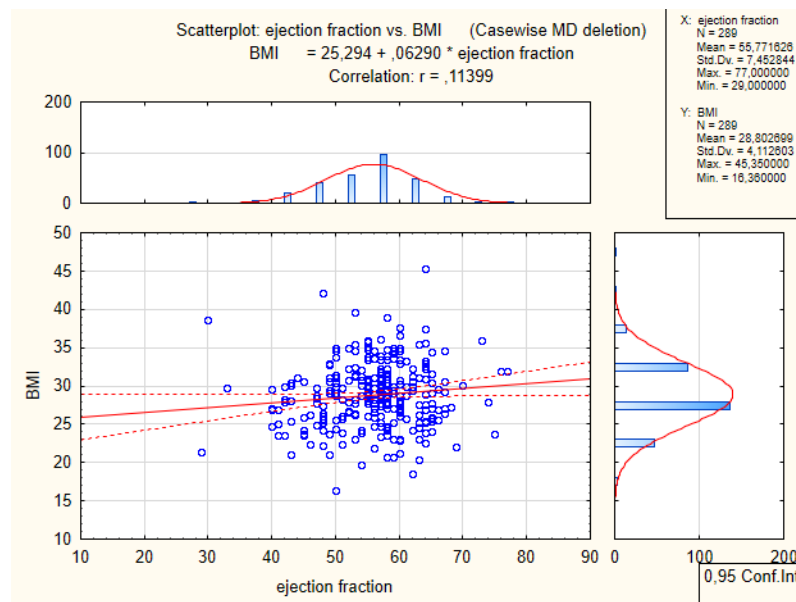 Scatterplot: ejection fraction vs. BMI (Casewise MD deletion)
BMI = 25,294 + ,06290 * ejection fraction
Correlation: r = ,11399
X: ejection fraction
N = 289
Mean = 55,771626
Std.Dv. = 7,452844
Max. = 77,000000
Min. = 29,000000
Y: BMI
N = 289
Mean = 28,802699
Std.Dv. = 4,112603
Max. = 45,350000
Min. = 16,360000
200
100
0
50
45
40
35
30
25
20
15
10
BMI
10 20 30 40 50 60 70 80 90
ejection fraction
0 100 200
0,95 Conf.Int